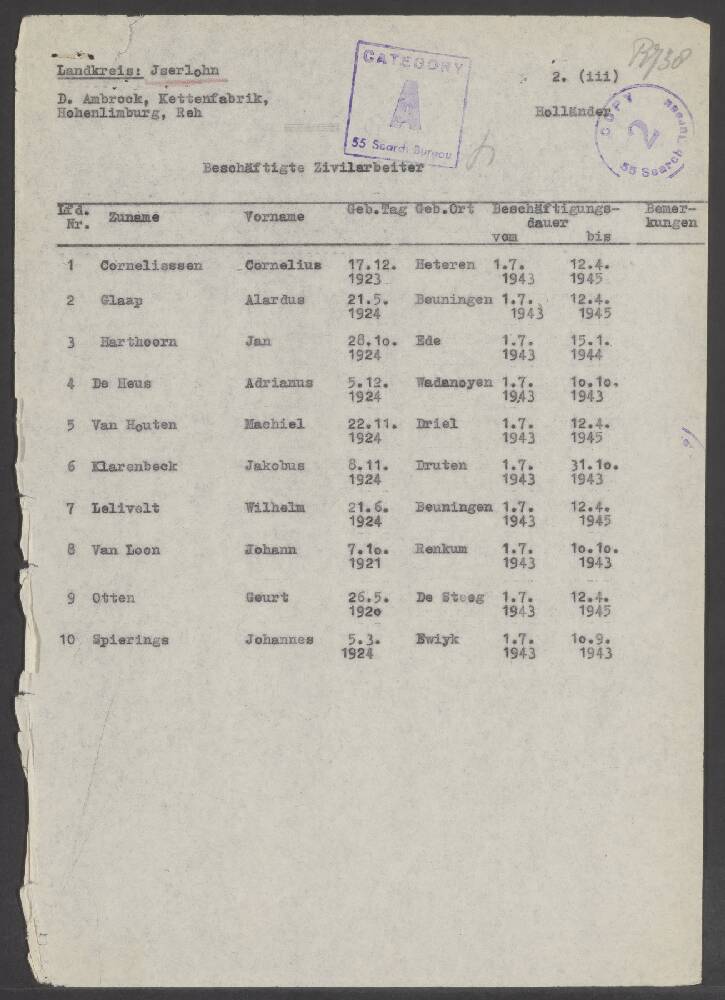 Landkreis: Jserlohn
2. (iii)
D. Ambrock, Kettenfabrik,
Hohenlimburg, Reh
Holländer
CATEGORY
A
55 Search Bureau
COPY
2
55 Search Bureau
Beschäftigte Zivilarbeiter
Lfd. Nr. Zuname Vorname Geb.Tag Geb.Ort Beschäftigungs- Bemer-
dauer kungen
vom bis
1 Corneliesssen Cornelius 17.12. Heteren 1.7. 12.4.
1923 1943 1945
2 Glaap Alardus 21.5. Beuningen 1.7. 12.4.
1924 1943 1945
3 Harthoorn Jan 28.1o. Ede 1.7. 15.1.
1924 1943 1944
4 De Heus Adrianus 5.12. Wadanoyen 1.7. 1o.1o.
1924 1943 1943
5 Van Houten Machiel 22.11. Driel 1.7. 12.4.
1924 1943 1945
6 Klarenbeck Jakobus 8.11. Druten 1.7. 31.1o.
1924 1943 1943
7 Lelivelt Wilhelm 21.6. Beuningen 1.7. 12.4.
1924 1943 1945
8 Van Loon Johann 7.1o. Renkum 1.7. 1o.1o.
1921 1943 1943
9 Otten Geurt 26.5. De Steeg 1.7. 12.4.
192o 1943 1945
10 Spierings Johannes 5.3. Ewiyk 1.7. 1o.9.
1924 1943 1943